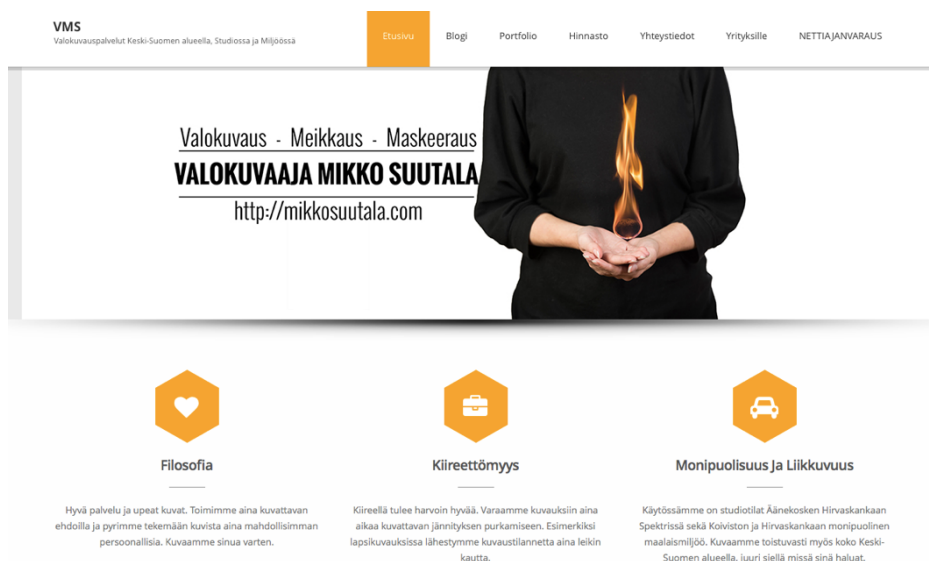 VMS
Valokuvauspalvelut Keski-Suomen alueella, Studiossa ja Miljöössä
Etusivu
Blogi
Portfolio
Hinnasto
Yhteystiedot
Yrityksille
NETTIAJANVARAUS
Valokuvaus - Meikkaus - Maskeeraus
VALOKUVAAJA MIKKO SUUTALA
http://mikkosuutala.com
Filosofia
Hyvä palvelu ja upeat kuvat. Toimimme aina kuvattavan
ehdoilla ja pyrimme tekemään kuvista aina mahdollisimman
persoonallisia. Kuvaamme sinua varten.
Kiireettömyys
Kiireellä tulee harvoin hyvää. Varaamme kuvauksiin aina
aikaa kuvattavan jännityksen purkamiseen. Esimerkiksi
lapsikuvauksissa lähestymme kuvaustilannetta aina leikin
kautta.
Monipuolisuus Ja Liikkuvuus
Käytössämme on studiotilat Äänekosken Hirvaskankaan
Spektrissä sekä Koiviston ja Hirvaskankaan monipuolinen
maalaismiljöö. Kuvaamme toistuvasti myös koko Keski-
Suomen alueella, juuri siellä missä sinä haluat.